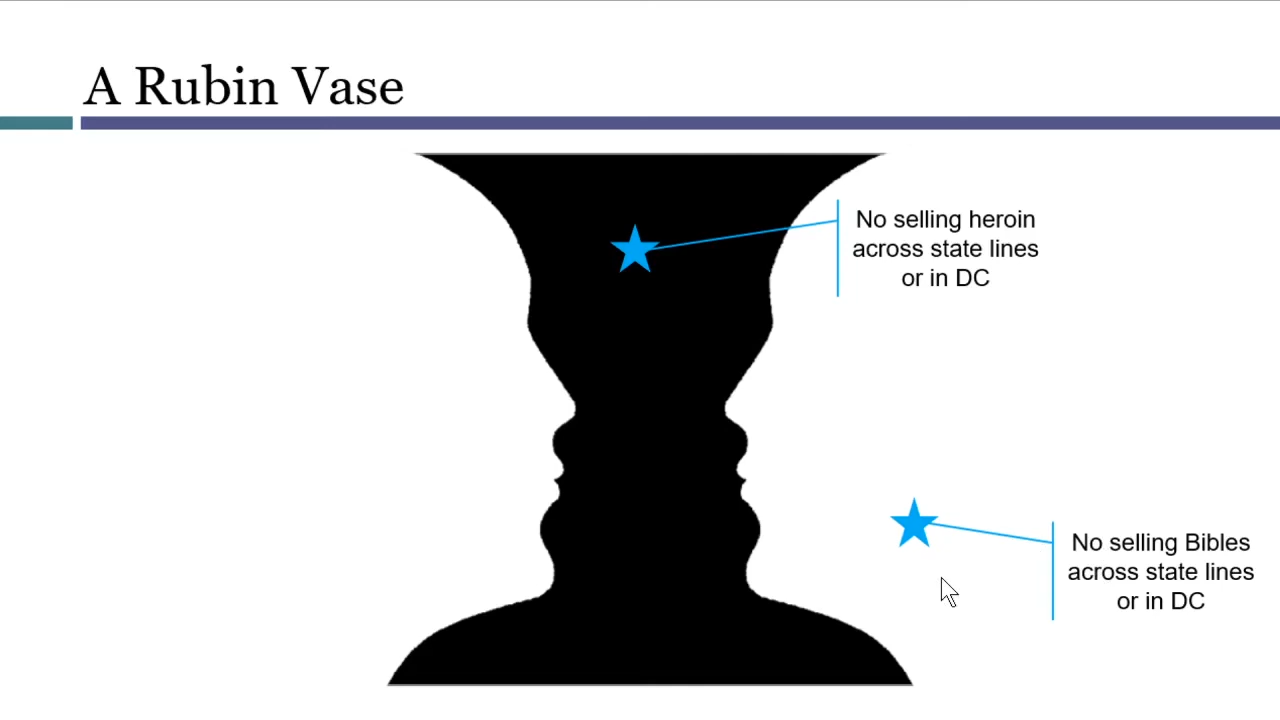 A Rubin Vase
No selling heroin
across state lines
or in DC
No selling Bibles
across state lines
or in DC